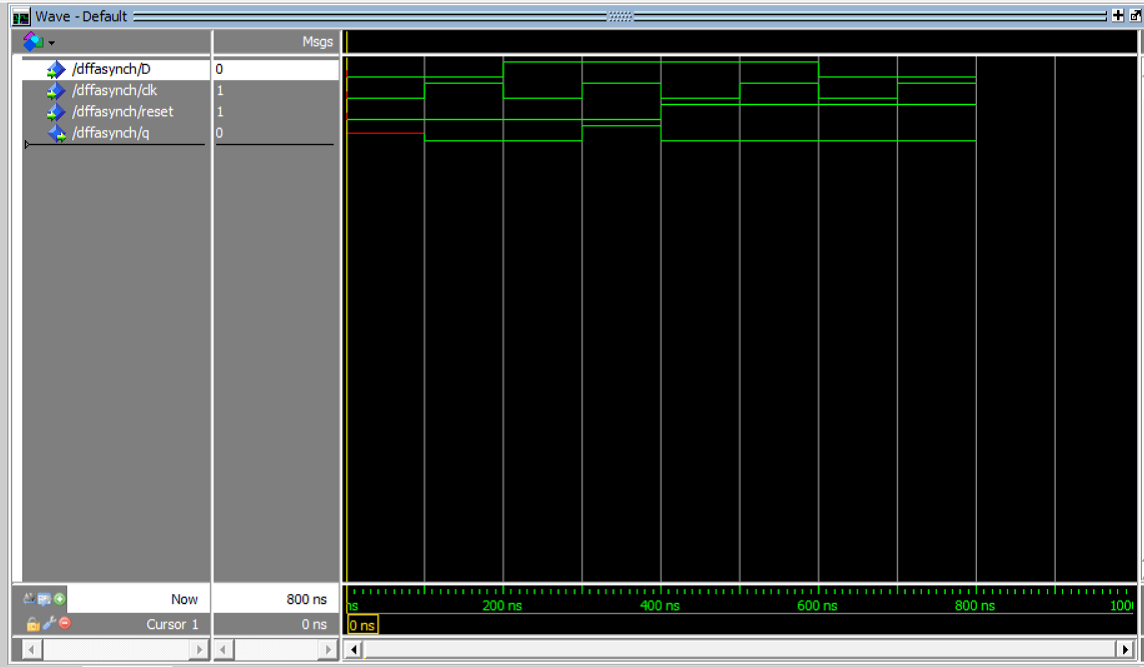 Wave - Default
Msgs
/dffasynch/D 0
/dffasynch/clk 1
/dffasynch/reset 1
/dffasynch/q 0
Now 800 ns
ns 200 ns 400 ns 600 ns 800 ns 100
Cursor 1 0 ns 0 ns